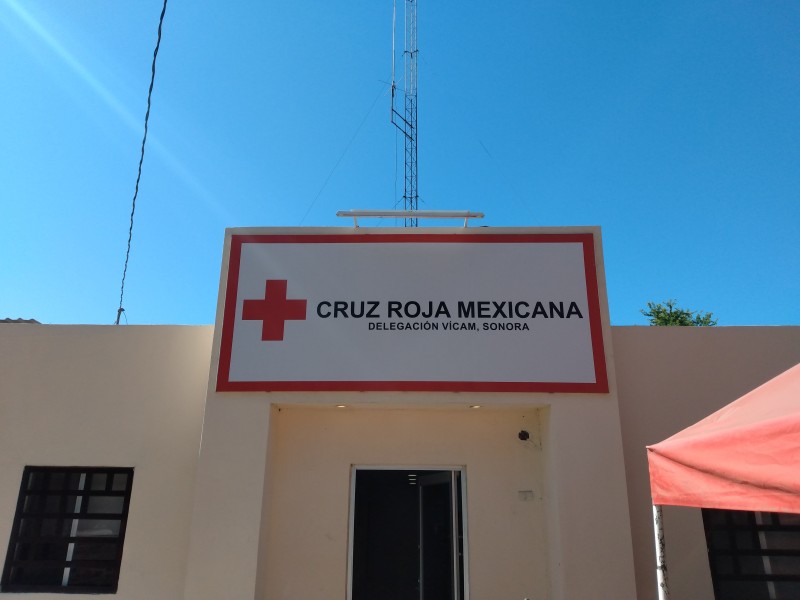 CRUZ ROJA MEXICANA
DELEGACIÓN VÍCAM, SONORA